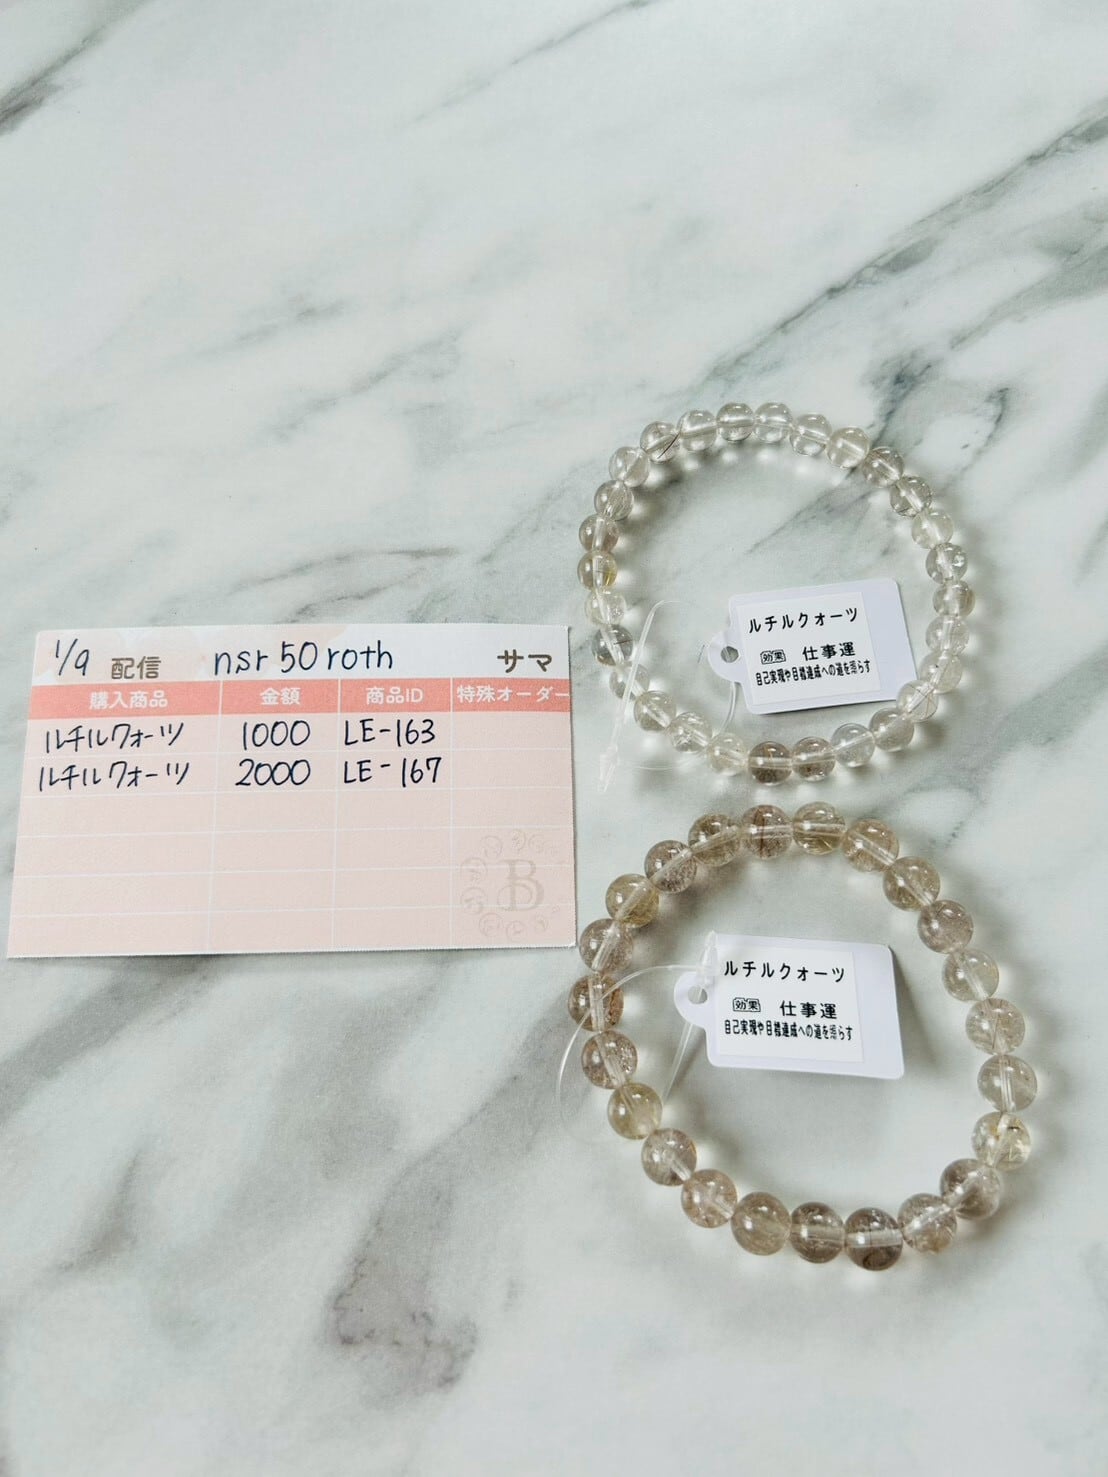 1/9 配信 nsr50roth サマ
購入商品 金額 商品ID 特殊オーダー
ルチルクォーツ 1000 LE-163
ルチルクォーツ 2000 LE-167
B
ルチルクォーツ
効果 仕事運
自己実現や目標達成への道を照らす
ルチルクォーツ
効果 仕事運
自己実現や目標達成への道を照らす